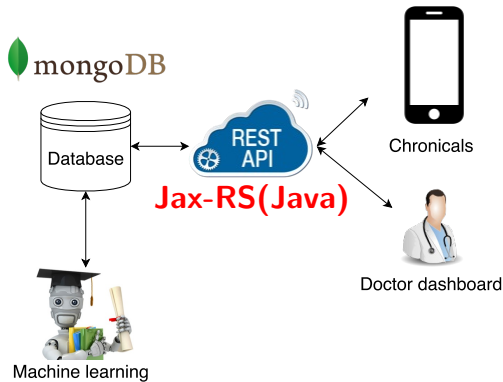 mongoDB
Database
REST
API
Jax-RS(Java)
Chronicals
Doctor dashboard
Machine learning